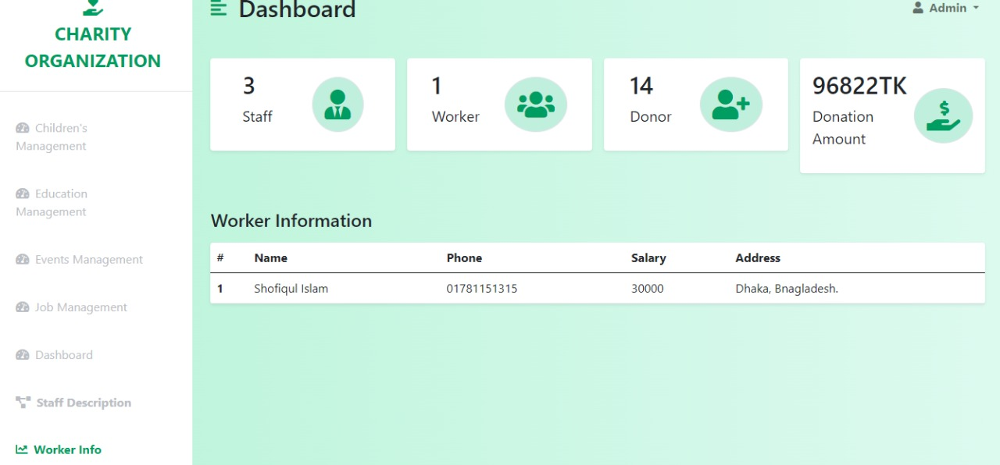 CHARITY
ORGANIZATION
Children's
Management
Education
Management
Events Management
Job Management
Dashboard
Staff Description
Worker Info
Dashboard
Admin
3
Staff
1
Worker
14
Donor
96822TK
Donation
Amount
Worker Information
# Name Phone Salary Address
1 Shofiqul Islam 01781151315 30000 Dhaka, Bnagladesh.